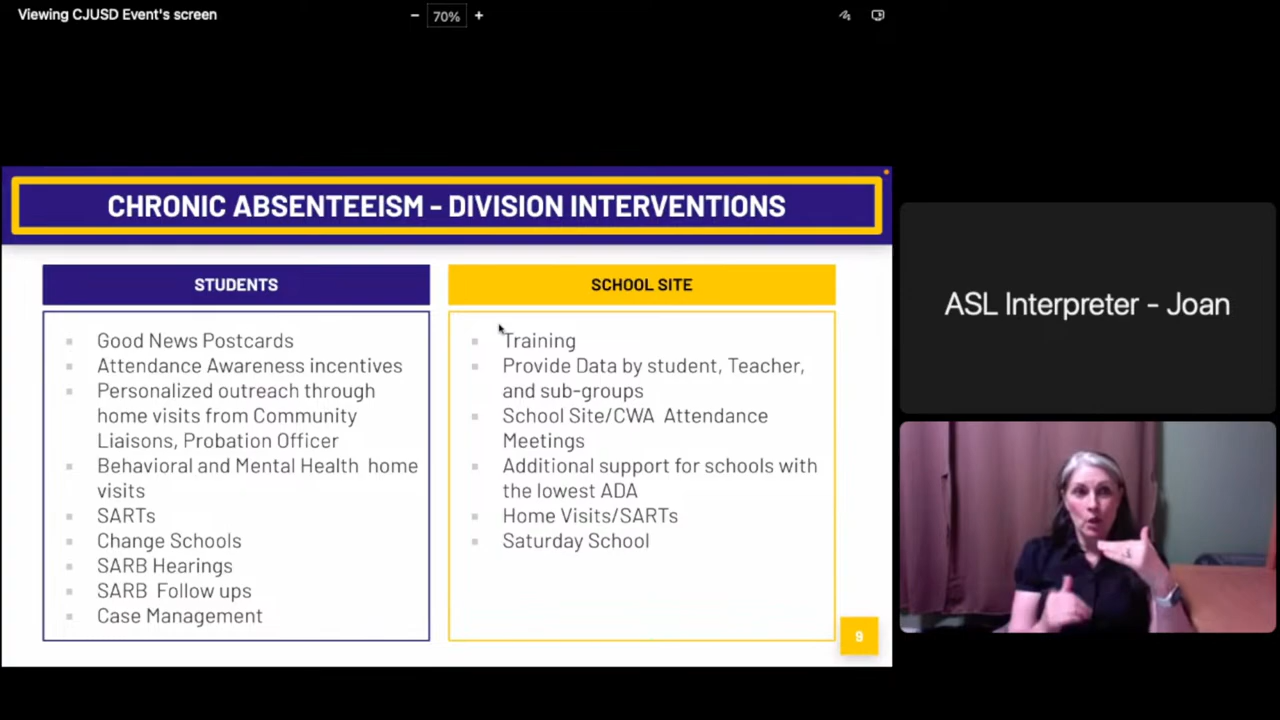 Viewing CJUSD Event's screen
− 70% +
CHRONIC ABSENTEEISM - DIVISION INTERVENTIONS
STUDENTS
Good News Postcards
Attendance Awareness incentives
Personalized outreach through
home visits from Community
Liaisons, Probation Officer
Behavioral and Mental Health home
visits
SARTs
Change Schools
SARB Hearings
SARB Follow ups
Case Management
SCHOOL SITE
Training
Provide Data by student, Teacher,
and sub-groups
School Site/CWA Attendance
Meetings
Additional support for schools with
the lowest ADA
Home Visits/SARTs
Saturday School
9
ASL Interpreter - Joan